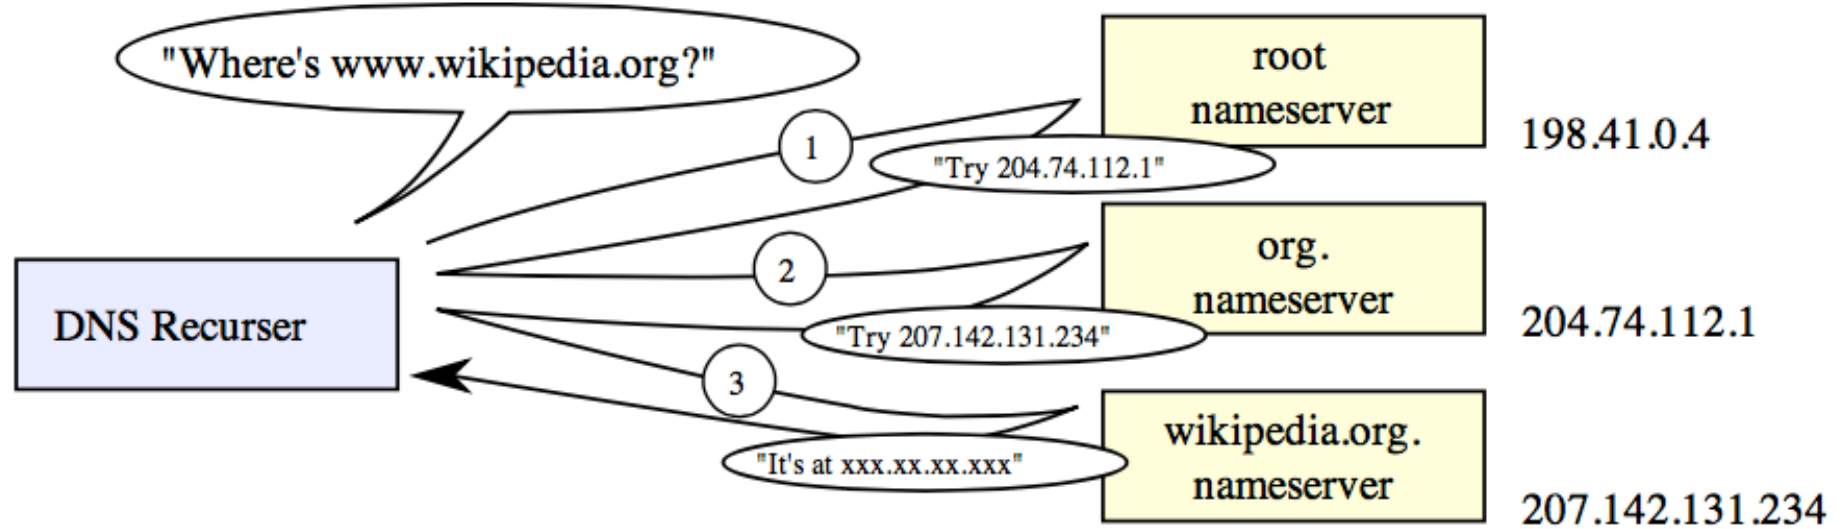 "Where's www.wikipedia.org?"
root
nameserver
198.41.0.4
1
"Try 204.74.112.1"
org.
nameserver
204.74.112.1
2
DNS Recurser
"Try 207.142.131.234"
3
wikipedia.org.
nameserver
207.142.131.234
"It's at xxx.xx.xx.xxx"